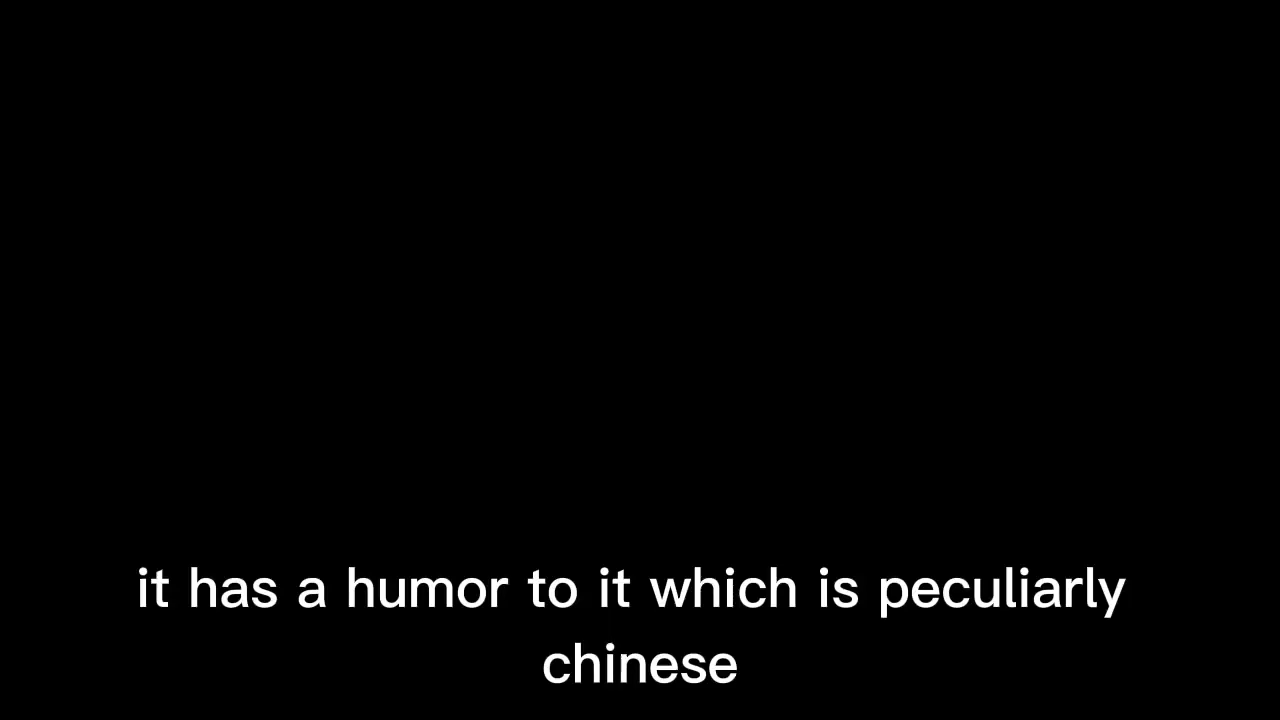 it has a humor to it which is peculiarly
chinese